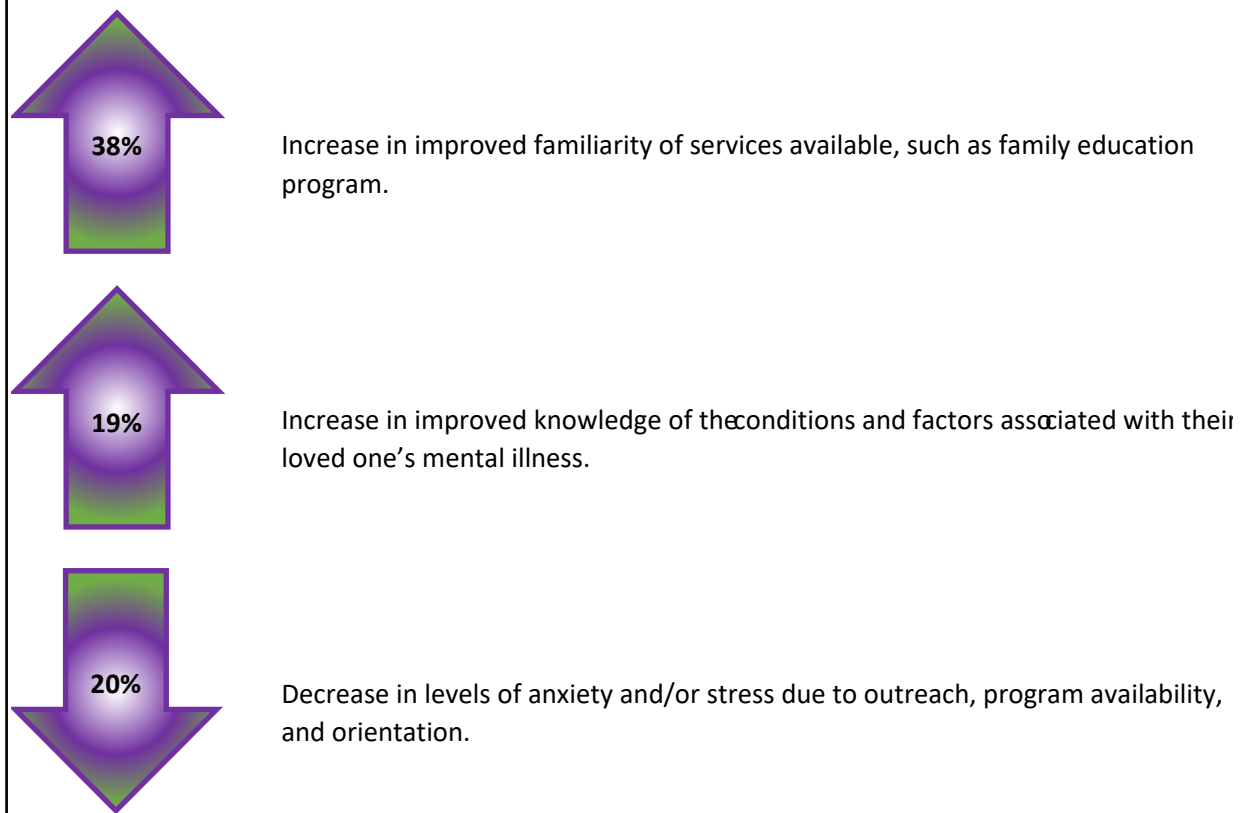 38%
Increase in improved familiarity of services available, such as family education
program.
19%
Increase in improved knowledge of theconditions and factors associated with their
loved one's mental illness.
20%
Decrease in levels of anxiety and/or stress due to outreach, program availability,
and orientation.